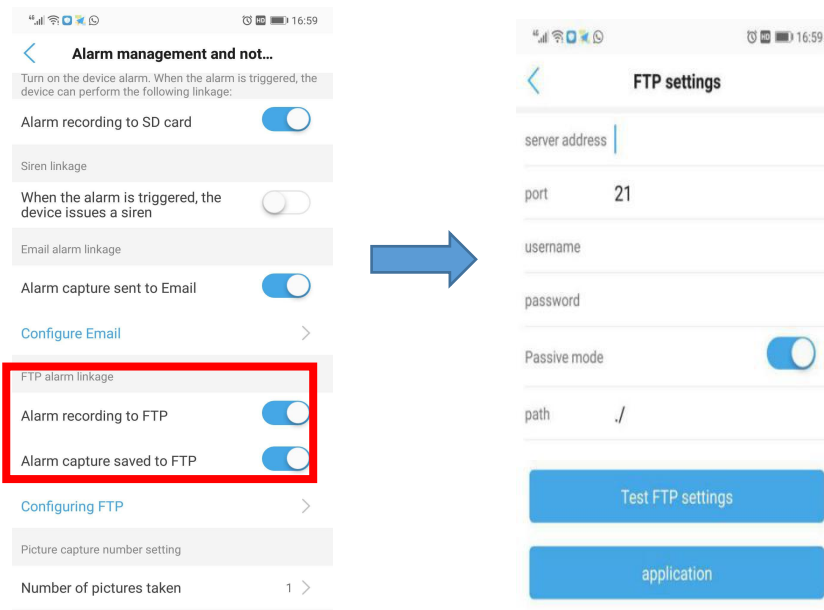 16:59
Alarm management and not...
Turn on the device alarm. When the alarm is triggered, the
device can perform the following linkage:
Alarm recording to SD card
Siren linkage
When the alarm is triggered, the
device issues a siren
Email alarm linkage
Alarm capture sent to Email
Configure Email
FTP alarm linkage
Alarm recording to FTP
Alarm capture saved to FTP
Configuring FTP
Picture capture number setting
Number of pictures taken 1
HD 16:59
FTP settings
server address
port 21
username
password
Passive mode
path ./
Test FTP settings
application